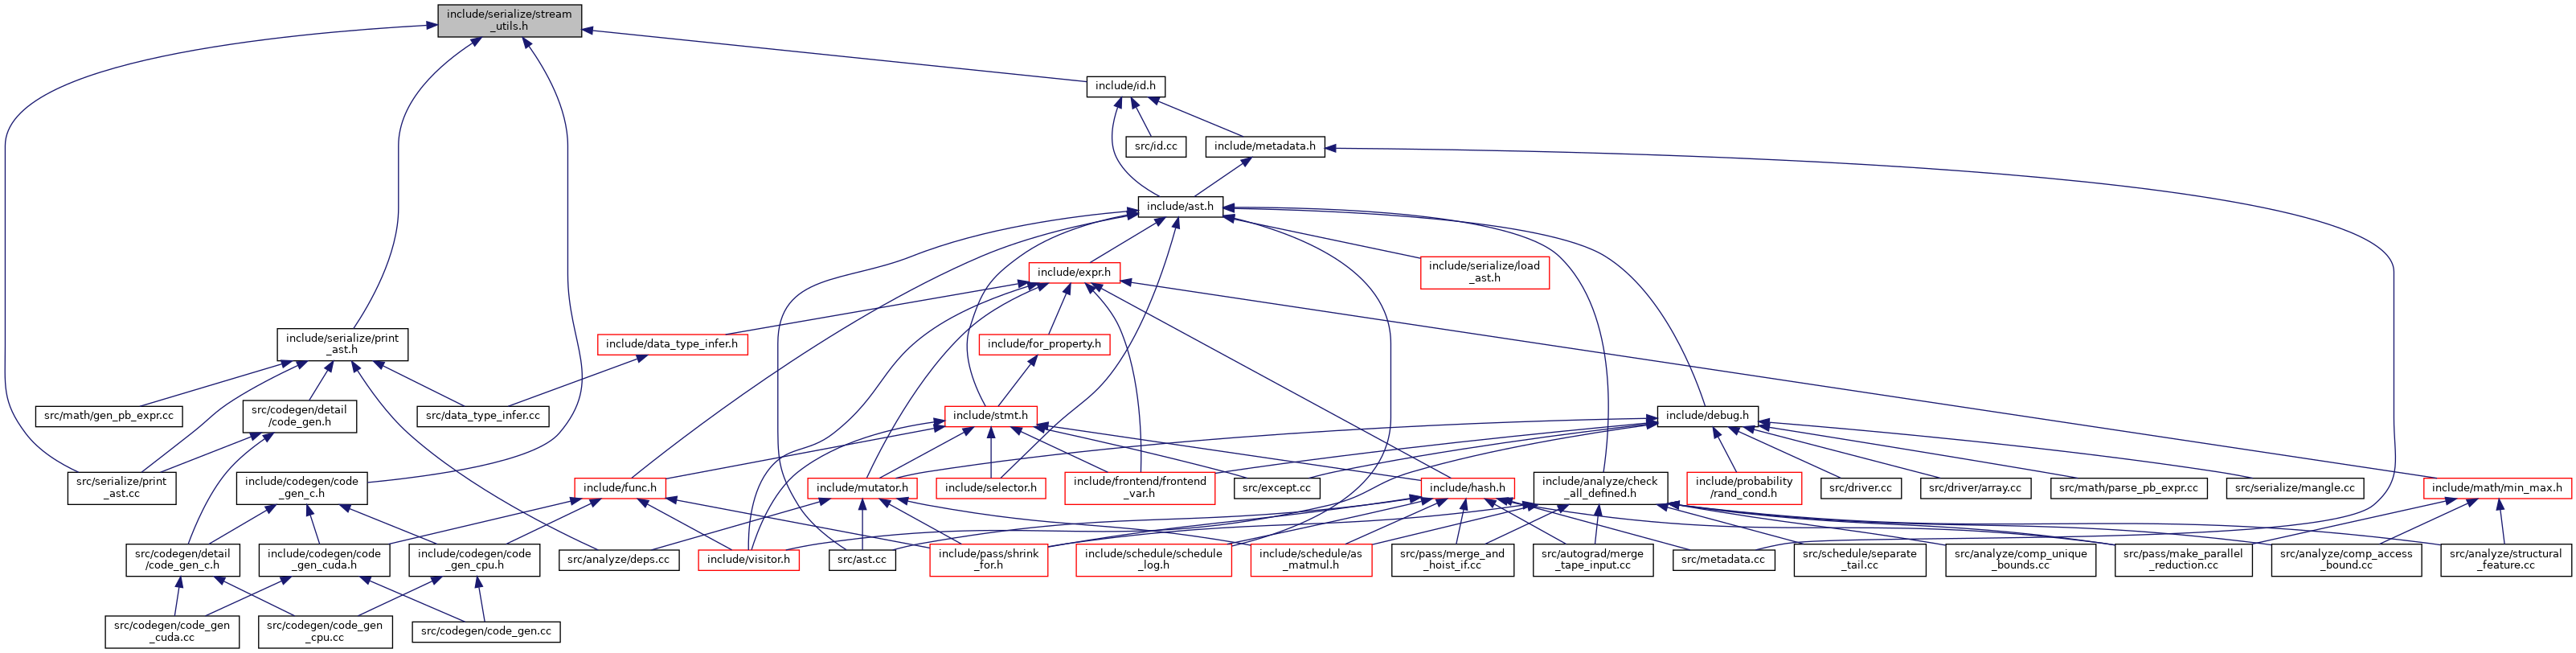 include/serialize/stream
_utils.h
include/id.h
src/id.cc
include/metadata.h
include/ast.h
include/expr.h
include/serialize/load
_ast.h
include/serialize/print
_ast.h
include/data_type_infer.h
include/for_property.h
src/math/gen_pb_expr.cc
src/codegen/detail
/code_gen.h
src/data_type_infer.cc
include/stmt.h
include/debug.h
src/serialize/print
_ast.cc
include/codegen/code
_gen_c.h
include/func.h
include/mutator.h
include/selector.h
include/frontend/frontend
_var.h
src/except.cc
include/hash.h
include/analyze/check
_all_defined.h
include/probability
/rand_cond.h
src/driver.cc
src/driver/array.cc
src/math/parse_pb_expr.cc
src/serialize/mangle.cc
include/math/min_max.h
src/codegen/detail
/code_gen_c.h
include/codegen/code
_gen_cuda.h
include/codegen/code
_gen_cpu.h
src/analyze/deps.cc
include/visitor.h
src/ast.cc
include/pass/shrink
_for.h
include/schedule/schedule
_log.h
include/schedule/as
_matmul.h
src/pass/merge_and
_hoist_if.cc
src/autograd/merge
_tape_input.cc
src/metadata.cc
src/schedule/separate
_tail.cc
src/analyze/comp_unique
_bounds.cc
src/pass/make_parallel
_reduction.cc
src/analyze/comp_access
_bound.cc
src/analyze/structural
_feature.cc
src/codegen/code_gen
_cuda.cc
src/codegen/code_gen
_cpu.cc
src/codegen/code_gen.cc